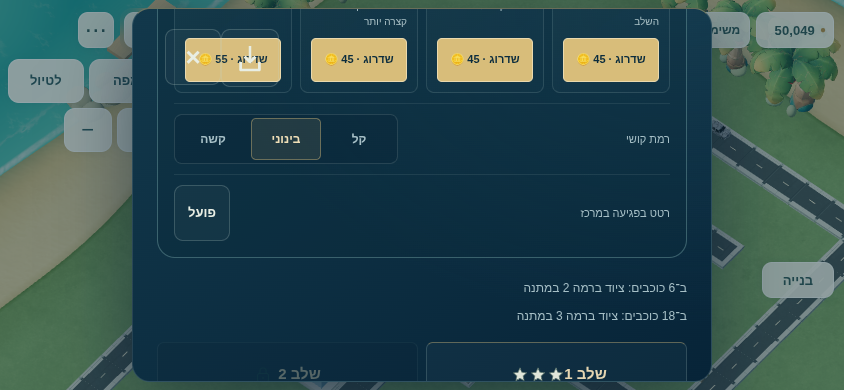 50,049
משימ
לטיול
מפה
בנייה
השלב
קצרה יותר
שדרוג · 45
שדרוג · 45
שדרוג · 45
שדרוג · 55
רמת קושי
קל
בינוני
קשה
רטט בפגיעה במרכז
פועל
ב־6 כוכבים: ציוד ברמה 2 במתנה
ב־18 כוכבים: ציוד ברמה 3 במתנה
שלב 1 ★★★
שלב 2